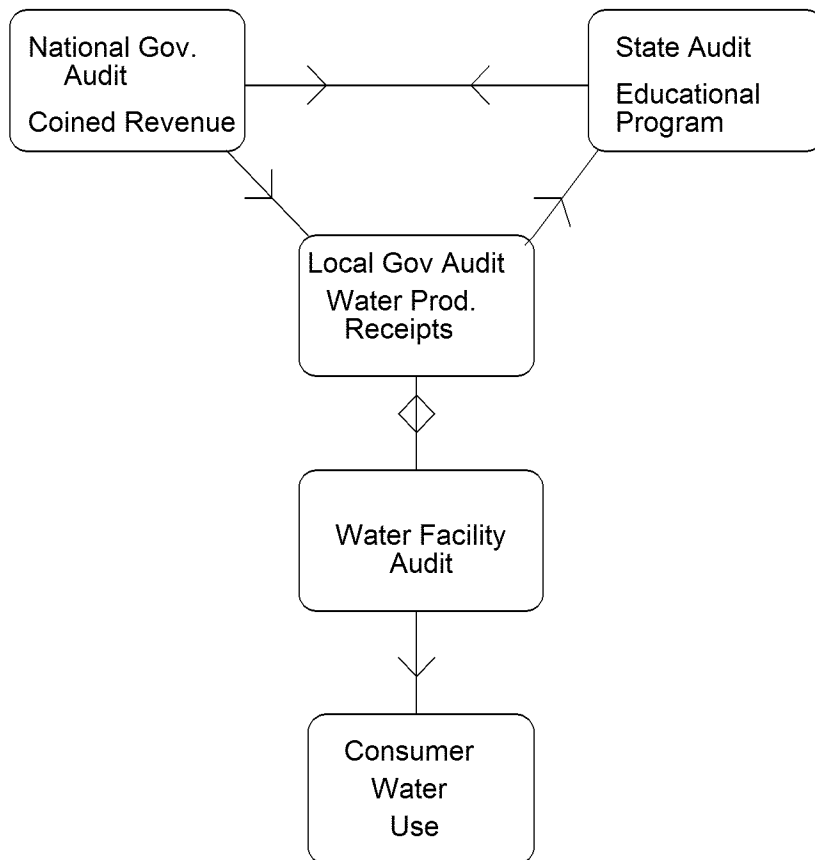 National Gov.
Audit
Coined Revenue
State Audit
Educational
Program
Local Gov Audit
Water Prod.
Receipts
Water Facility
Audit
Consumer
Water
Use